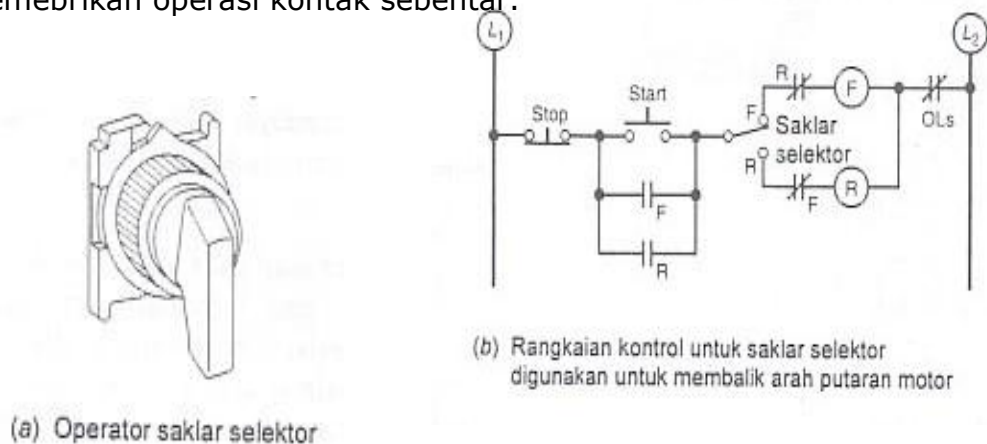 emebrikan operasi kontak sebentar.
L1
L2
Stop
Start
F
R
R
F
F
Saklar
selektor
R
F
R
OLs
(b) Rangkaian kontrol untuk saklar selektor
digunakan untuk membalik arah putaran motor
(a) Operator saklar selektor